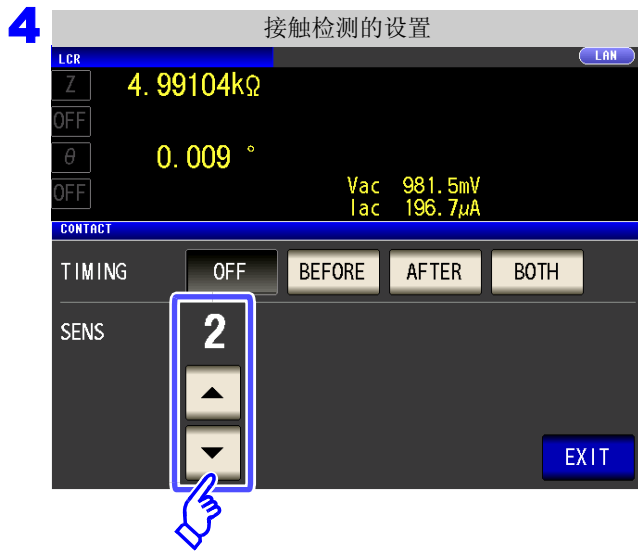 4
接触检测的设置
LCR
LAN
Z 4.99104kΩ
OFF
θ 0.009 °
OFF
Vac 981.5mV
Iac 196.7μA
CONTACT
TIMING OFF BEFORE AFTER BOTH
SENS 2
EXIT